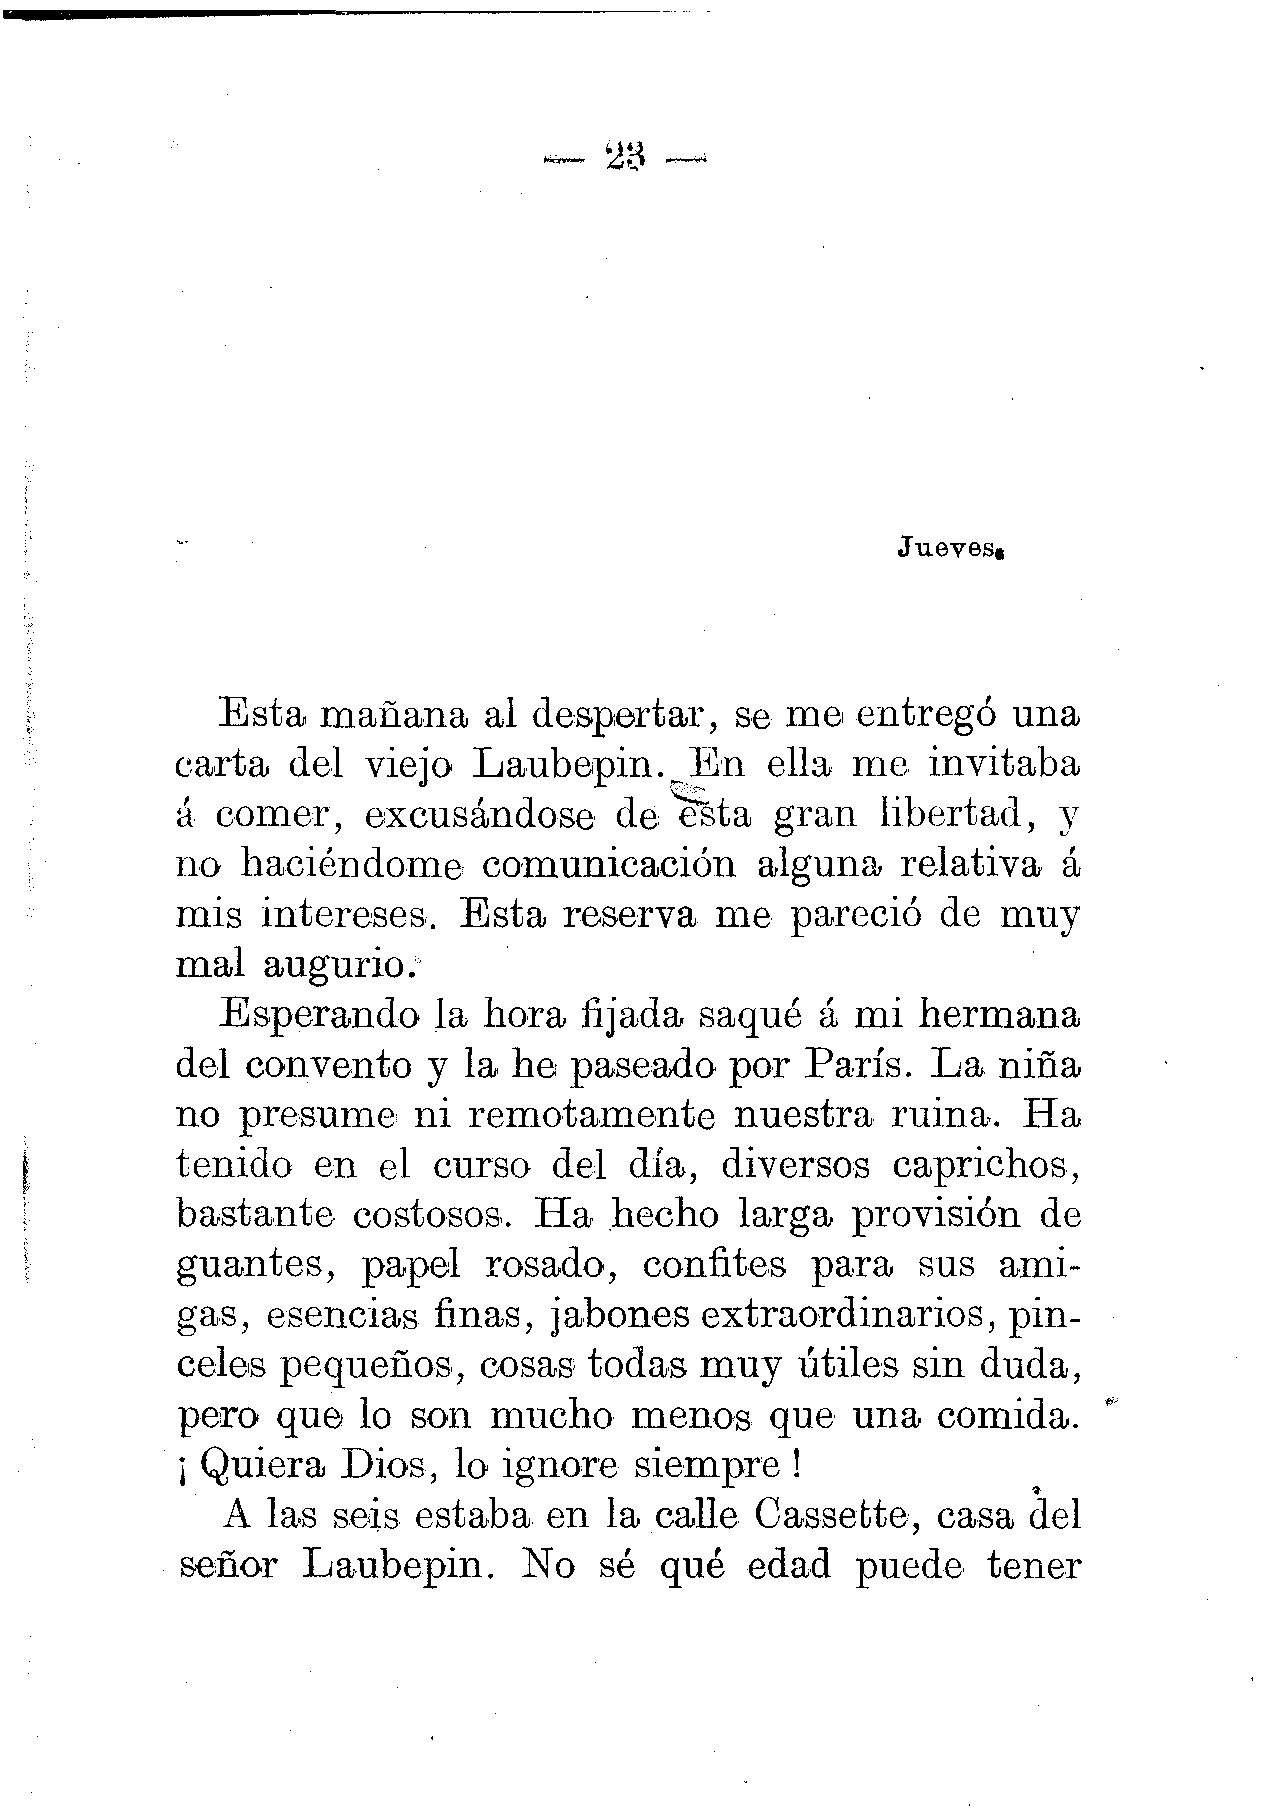 — 23 —
Jueves.
Esta mañana al despertar, se me entregó una
carta del viejo Laubepin. En ella me invitaba
á comer, excusándose de esta gran libertad, y
no haciéndome comunicación alguna relativa á
mis intereses. Esta reserva me pareció de muy
mal augurio.
Esperando la hora fijada saqué á mi hermana
del convento y la he paseado por París. La niña
no presume ni remotamente nuestra ruina. Ha
tenido en el curso del día, diversos caprichos,
bastante costosos. Ha hecho larga provisión de
guantes, papel rosado, confites para sus ami-
gas, esencias finas, jabones extraordinarios, pin-
celes pequeños, cosas todas muy útiles sin duda,
pero que lo son mucho menos que una comida.
¡ Quiera Dios, lo ignore siempre !
A las seis estaba en la calle Cassette, casa del
señor Laubepin. No sé qué edad puede tener